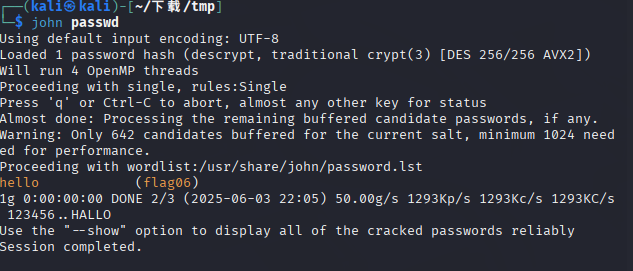 ┌──(kali㉿kali)-[~/下载/tmp]
└─$ john passwd
Using default input encoding: UTF-8
Loaded 1 password hash (descrypt, traditional crypt(3) [DES 256/256 AVX2])
Will run 4 OpenMP threads
Proceeding with single, rules:Single
Press 'q' or Ctrl-C to abort, almost any other key for status
Almost done: Processing the remaining buffered candidate passwords, if any.
Warning: Only 642 candidates buffered for the current salt, minimum 1024 need
ed for performance.
Proceeding with wordlist:/usr/share/john/password.lst
hello            (flag06)
1g 0:00:00:00 DONE 2/3 (2025-06-03 22:05) 50.00g/s 1293Kp/s 1293Kc/s 1293KC/s
 123456..HALLO
Use the "--show" option to display all of the cracked passwords reliably
Session completed.